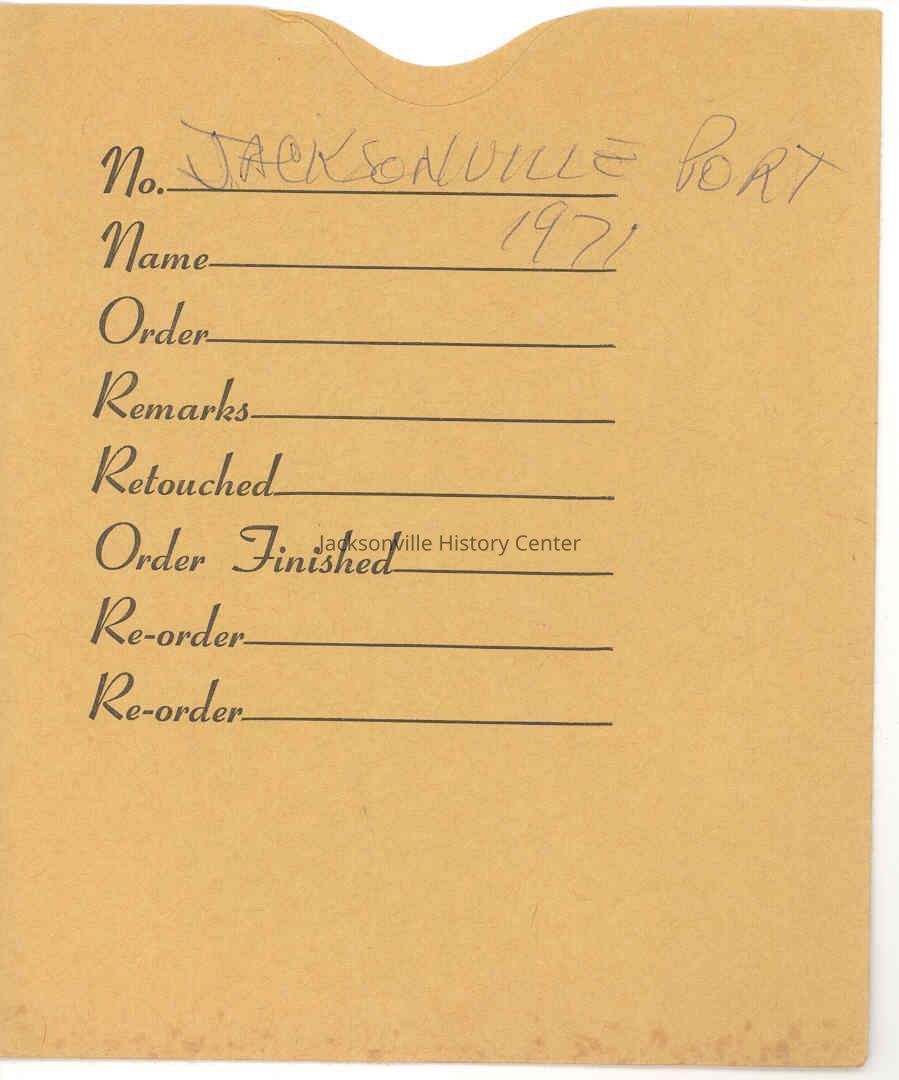 No. JACKSONVILLE PORT
Name 1971
Order
Remarks
Retouched
Order Finished
Jacksonville History Center
Re-order
Re-order